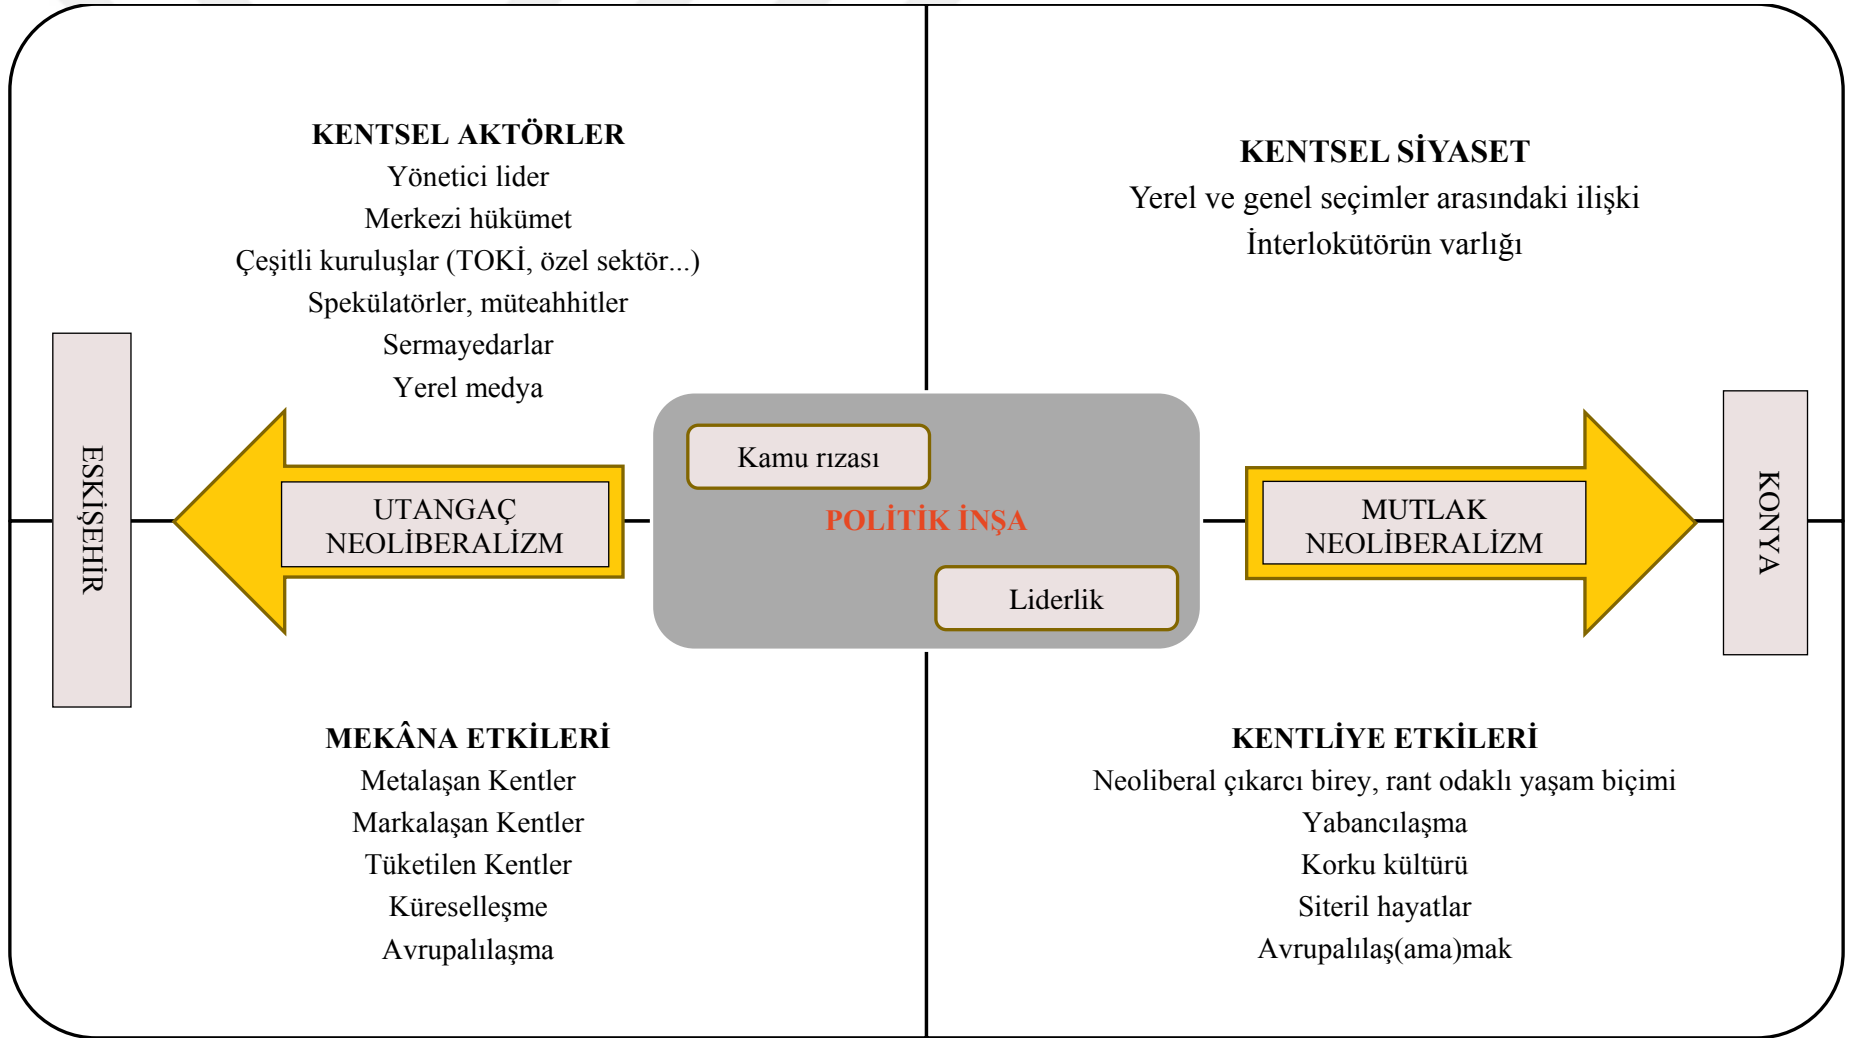 KENTSEL AKTÖRLER
Yönetici lider
Merkezi hükümet
Çeşitli kuruluşlar (TOKİ, özel sektör...)
Spekülatörler, müteahhitler
Sermayedarlar
Yerel medya
KENTSEL SİYASET
Yerel ve genel seçimler arasındaki ilişki
İnterlokütörün varlığı
ESKİŞEHİR
UTANGAÇ
NEOLİBERALİZM
Kamu rızası
POLİTİK İNŞA
Liderlik
MUTLAK
NEOLİBERALİZM
KONYA
MEKÂNA ETKİLERİ
Metalaşan Kentler
Markalaşan Kentler
Tüketilen Kentler
Küreselleşme
Avrupalılaşma
KENTLİYE ETKİLERİ
Neoliberal çıkarcı birey, rant odaklı yaşam biçimi
Yabancılaşma
Korku kültürü
Siteril hayatlar
Avrupalılaş(ama)mak